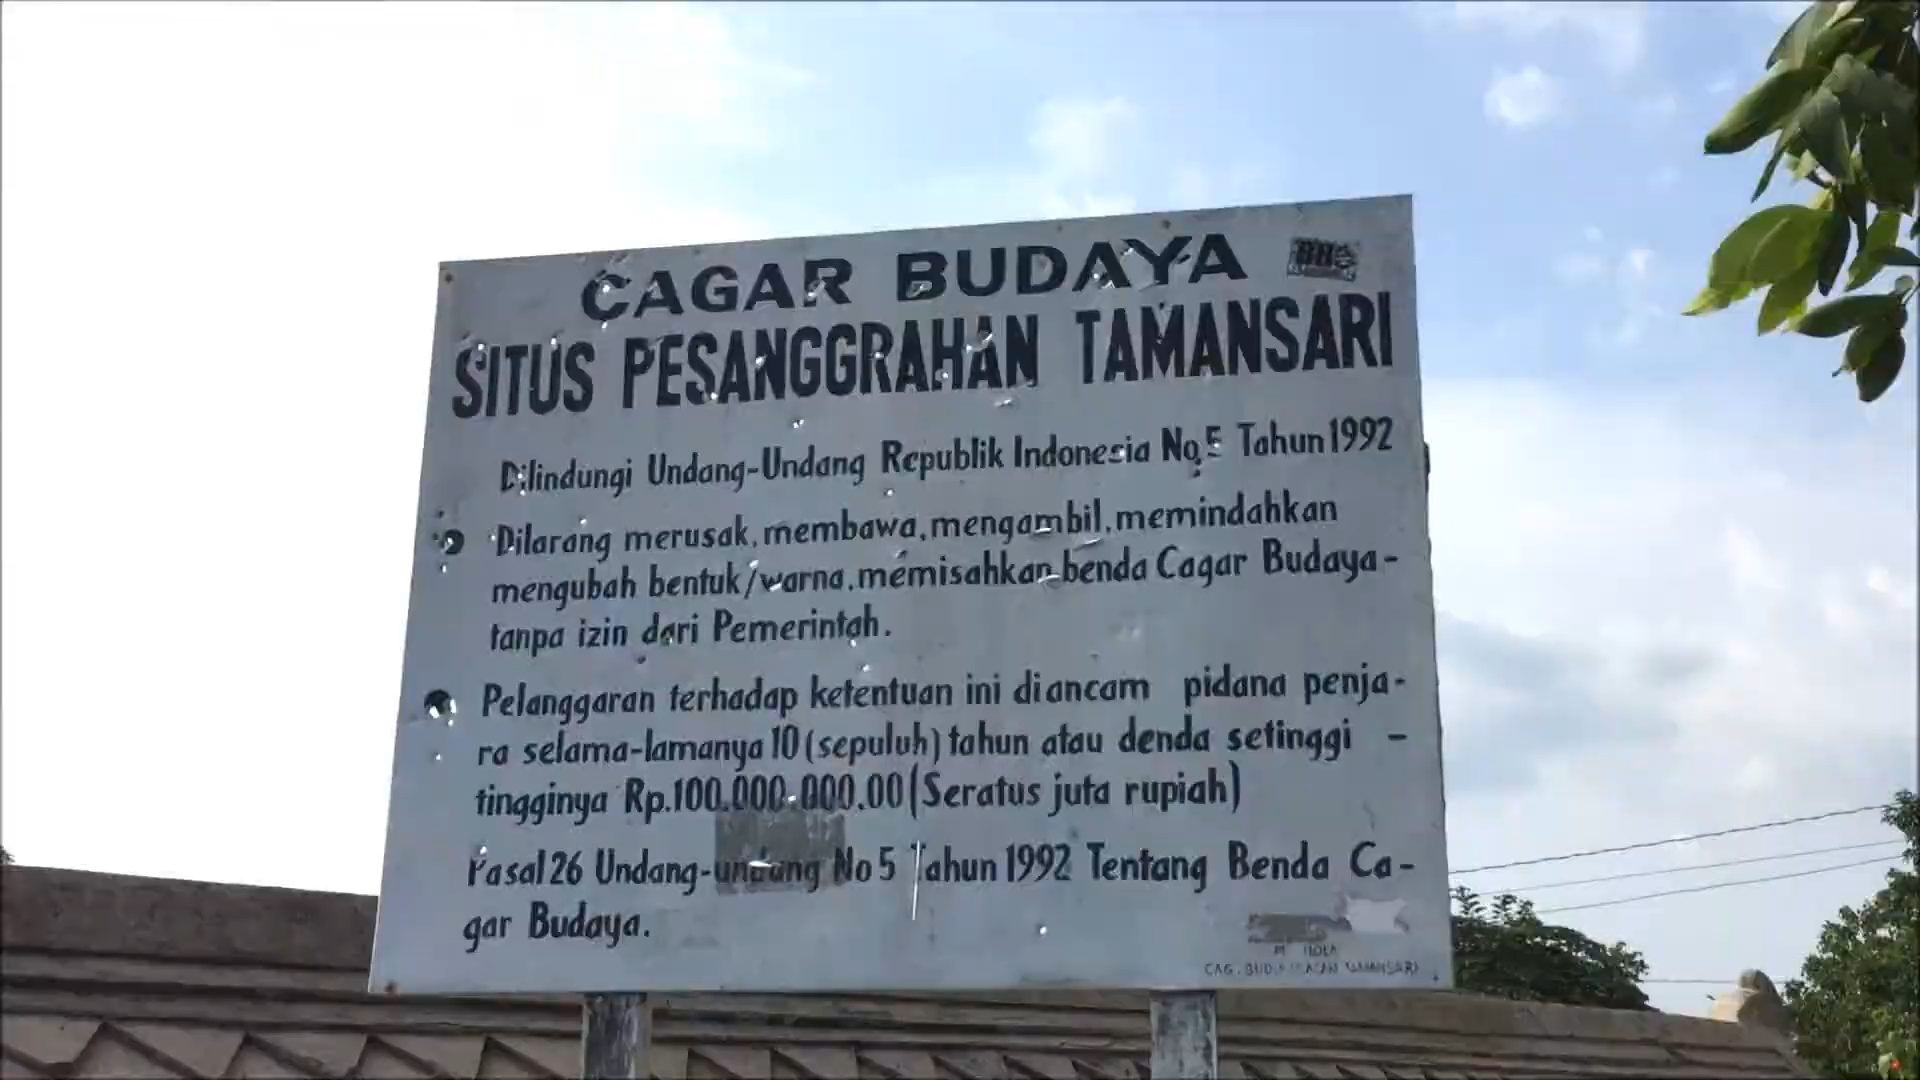 CAGAR BUDAYA
SITUS PESANGGRAHAN TAMANSARI
Dilindungi Undang-Undang Republik Indonesia No.5 Tahun 1992
Dilarang merusak, membawa, mengambil, memindahkan
mengubah bentuk/warna, memisahkan benda Cagar Budaya-
tanpa izin dari Pemerintah.
Pelanggaran terhadap ketentuan ini diancam pidana penja-
ra selama-lamanya 10 (sepuluh) tahun atau denda setinggi -
tingginya Rp.100.000.000.00 (Seratus juta rupiah)
Pasal 26 Undang-undang No 5 Tahun 1992 Tentang Benda Ca-
gar Budaya.
TAMANSARI